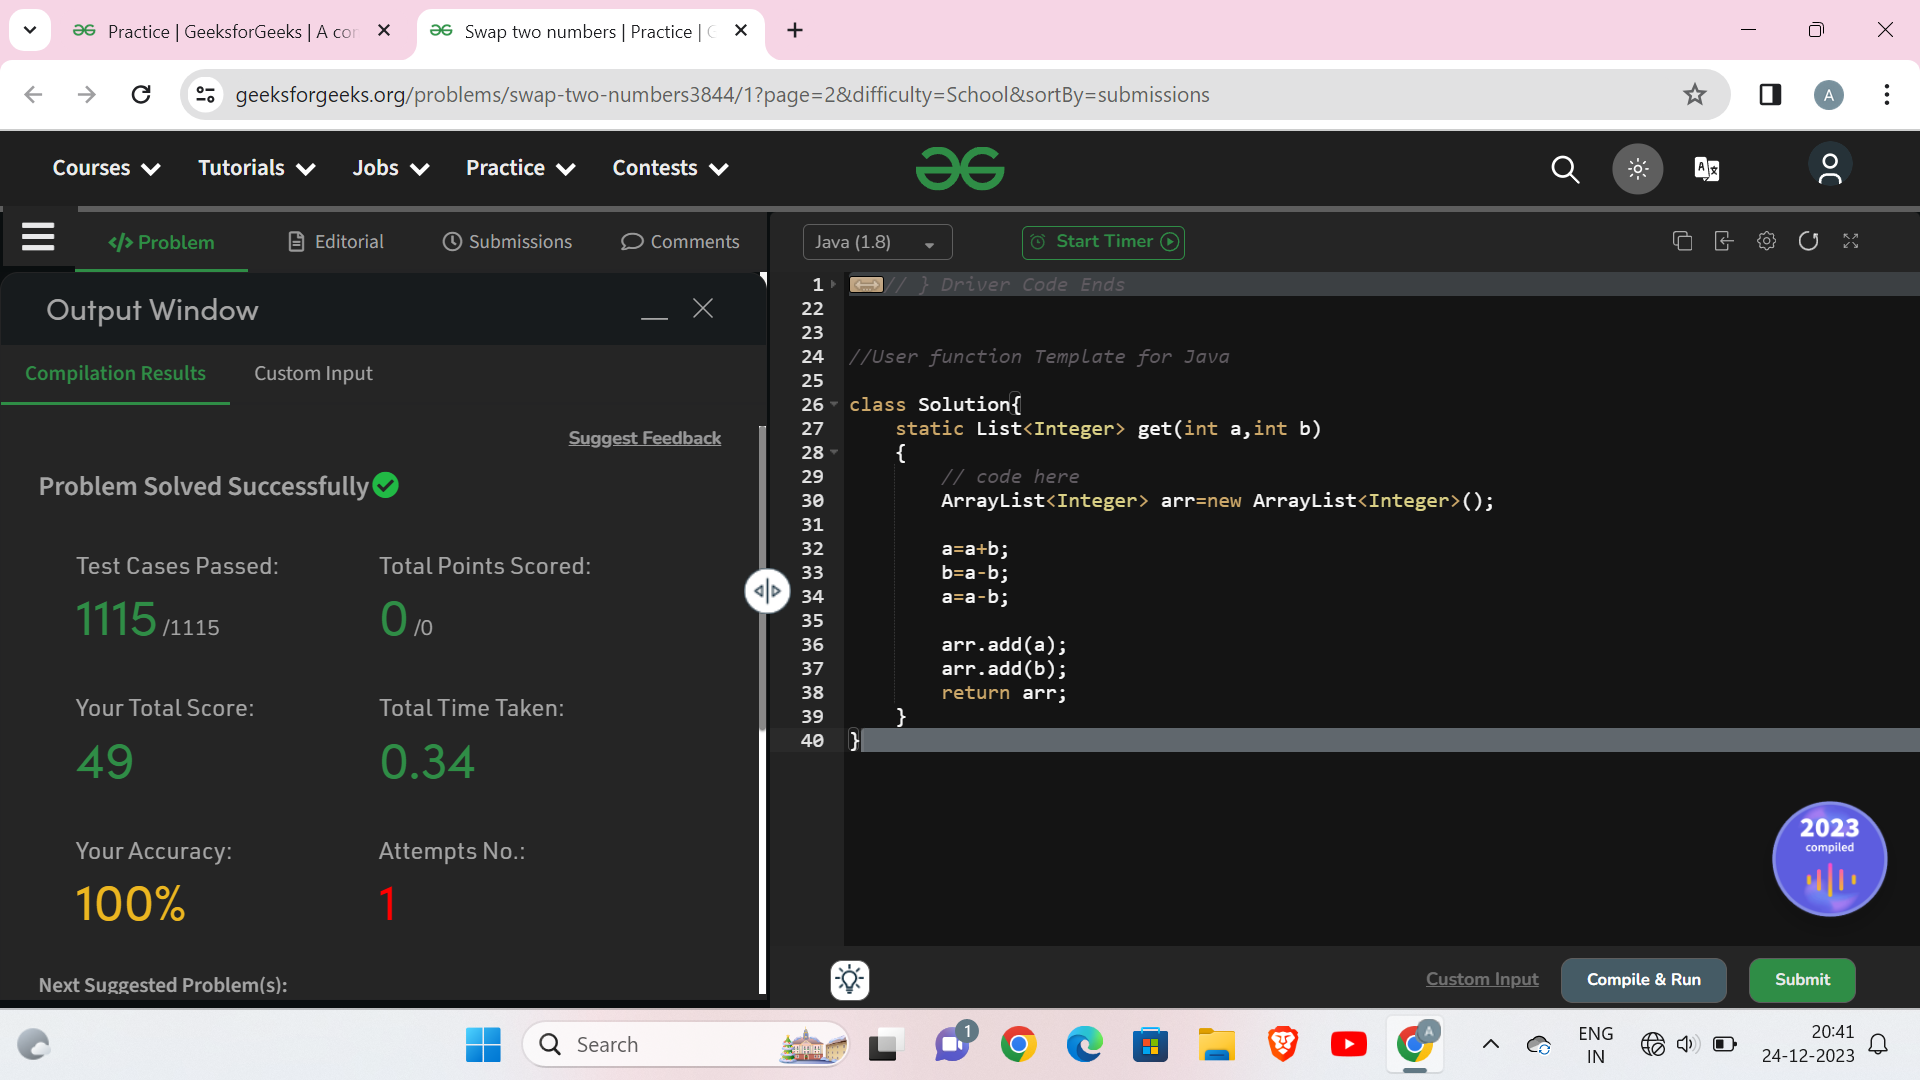 Practice | GeeksforGeeks | A co
Swap two numbers | Practice |
geeksforgeeks.org/problems/swap-two-numbers3844/1?page=2&difficulty=School&sortBy=submissions
A
Courses Tutorials Jobs Practice Contests
Problem Editorial Submissions Comments
Java (1.8) Start Timer
Output Window
Compilation Results Custom Input
Suggest Feedback
Problem Solved Successfully
Test Cases Passed: Total Points Scored:
1115 /1115 0 /0
Your Total Score: Total Time Taken:
49 0.34
Your Accuracy: Attempts No.:
100% 1
Next Suggested Problem(s):
1 // } Driver Code Ends
22
23
24 //User function Template for Java
25
26 class Solution{
27 static List<Integer> get(int a,int b)
28 {
29 // code here
30 ArrayList<Integer> arr=new ArrayList<Integer>();
31
32 a=a+b;
33 b=a-b;
34 a=a-b;
35
36 arr.add(a);
37 arr.add(b);
38 return arr;
39 }
40 }
2023
compiled
Custom Input Compile & Run Submit
Search
1
A
ENG
IN
20:41
24-12-2023